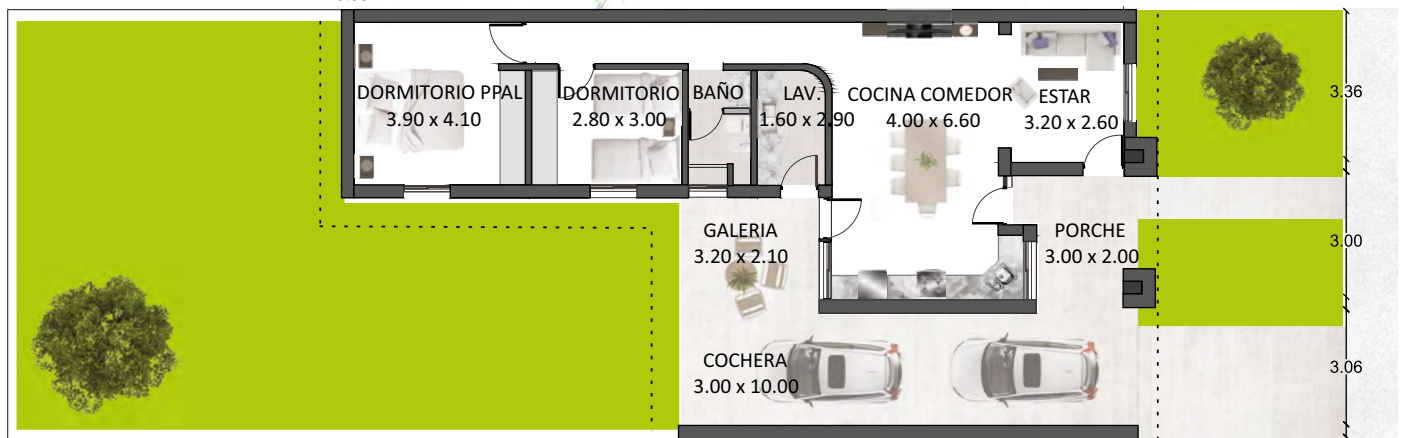 DORMITORIO PPAL
3.90 x 4.10
DORMITORIO
2.80 x 3.00
BAÑO
LAV.
1.60 x 2.90
COCINA COMEDOR
4.00 x 6.60
ESTAR
3.20 x 2.60
3.36
GALERIA
3.20 x 2.10
PORCHE
3.00 x 2.00
3.00
COCHERA
3.00 x 10.00
3.06